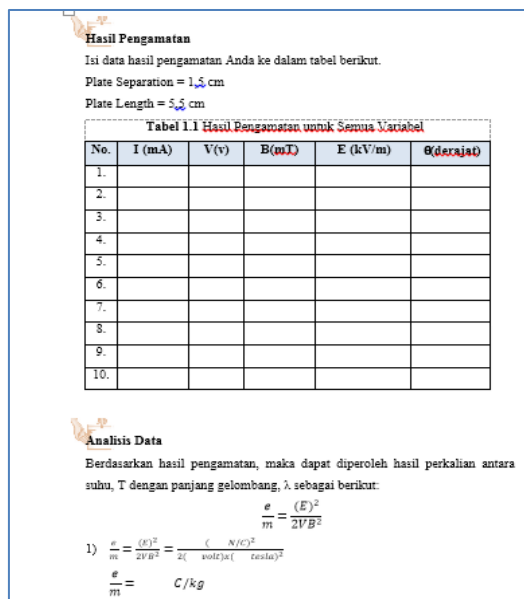 Hasil Pengamatan
Isi data hasil pengamatan Anda ke dalam tabel berikut.
Plate Separation = 1,5 cm
Plate Length = 5,5 cm
Tabel 1.1 Hasil Pengamatan untuk Semua Variabel
No. I (mA) V(v) B(mT) E (kV/m) θ(derajat)
1.
2.
3.
4.
5.
6.
7.
8.
9.
10.
Analisis Data
Berdasarkan hasil pengamatan, maka dapat diperoleh hasil perkalian antara
suhu, T dengan panjang gelombang, λ sebagai berikut:
e/m = (E)²/2VB²
1) e/m = (E)²/2VB² = ( N/C)²/2( volt)x( tesla)²
e/m = C/kg